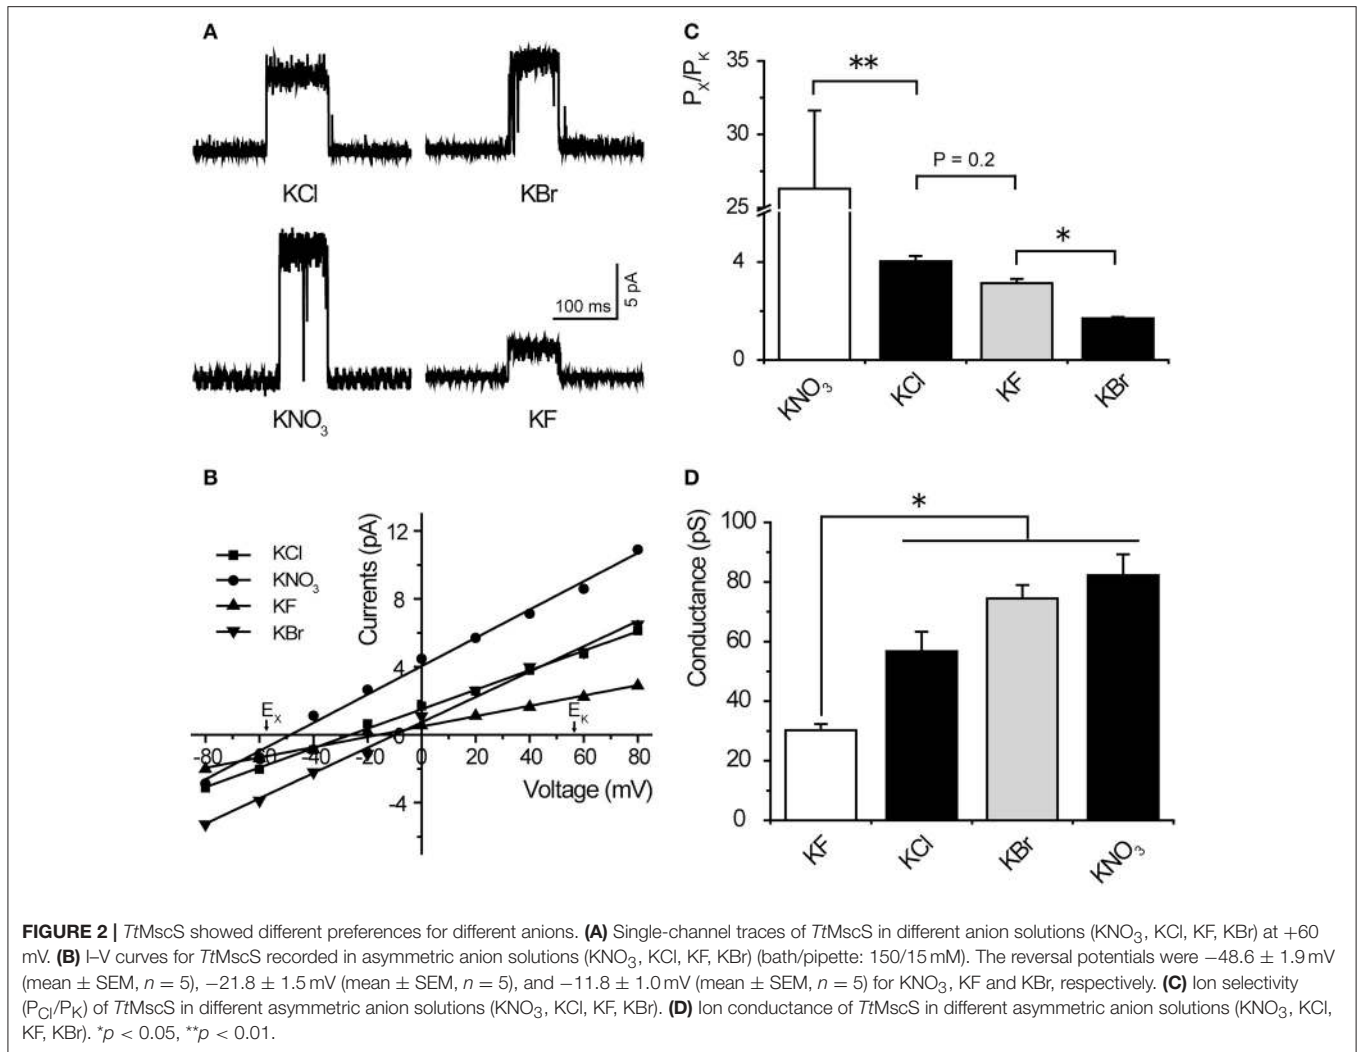 A
KCl
KBr
KNO3
KF
100 ms
5 pA
C
PX/PK
35
30
25
4
0
**
P = 0.2
*
KNO3
KCl
KF
KBr
B
KCl
KNO3
KF
KBr
Currents (pA)
12
8
4
-4
EX
EK
-80
-60
-40
-20
0
20
40
60
80
Voltage (mV)
D
Conductance (pS)
100
80
60
40
20
0
*
KF
KCl
KBr
KNO3
FIGURE 2 | TtMscS showed different preferences for different anions. (A) Single-channel traces of TtMscS in different anion solutions (KNO3, KCl, KF, KBr) at +60
mV. (B) I–V curves for TtMscS recorded in asymmetric anion solutions (KNO3, KCl, KF, KBr) (bath/pipette: 150/15 mM). The reversal potentials were −48.6 ± 1.9 mV
(mean ± SEM, n = 5), −21.8 ± 1.5 mV (mean ± SEM, n = 5), and −11.8 ± 1.0 mV (mean ± SEM, n = 5) for KNO3, KF and KBr, respectively. (C) Ion selectivity
(PCl/PK) of TtMscS in different asymmetric anion solutions (KNO3, KCl, KF, KBr). (D) Ion conductance of TtMscS in different asymmetric anion solutions (KNO3, KCl,
KF, KBr). *p < 0.05, **p < 0.01.